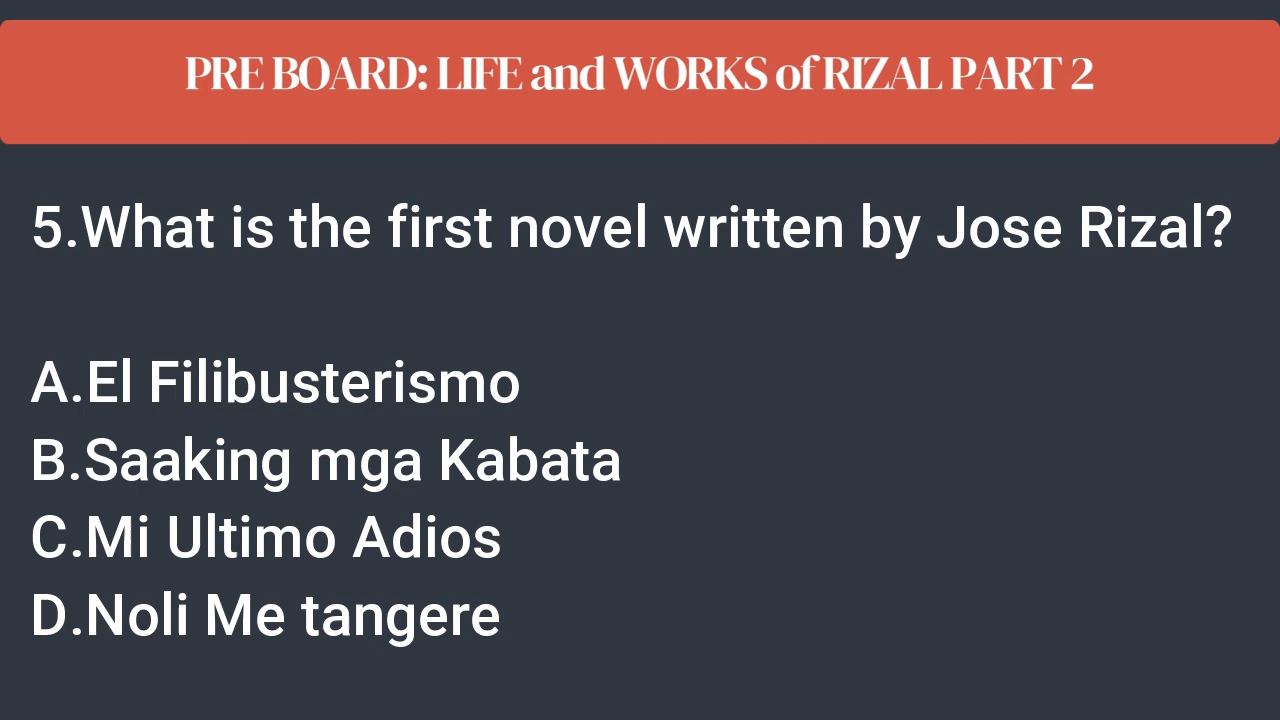 PRE BOARD: LIFE and WORKS of RIZAL PART 2
5.What is the first novel written by Jose Rizal?
A.El Filibusterismo
B.Saaking mga Kabata
C.Mi Ultimo Adios
D.Noli Me tangere